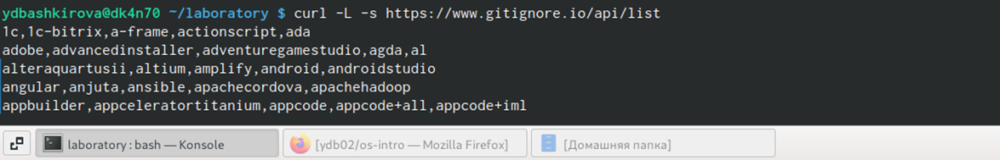 ydbashkirova@dk4n70 ~/laboratory $ curl -L -s https://www.gitignore.io/api/list
1c,1c-bitrix,a-frame,actionscript,ada
adobe,advancedinstaller,adventuregamestudio,agda,al
alteraquartusii,altium,amplify,android,androidstudio
angular,anjuta,ansible,apachecordova,apachehadoop
appbuilder,appceleratortitanium,appcode,appcode+all,appcode+iml
laboratory : bash — Konsole [ydb02/os-intro — Mozilla Firefox] [Домашняя папка]